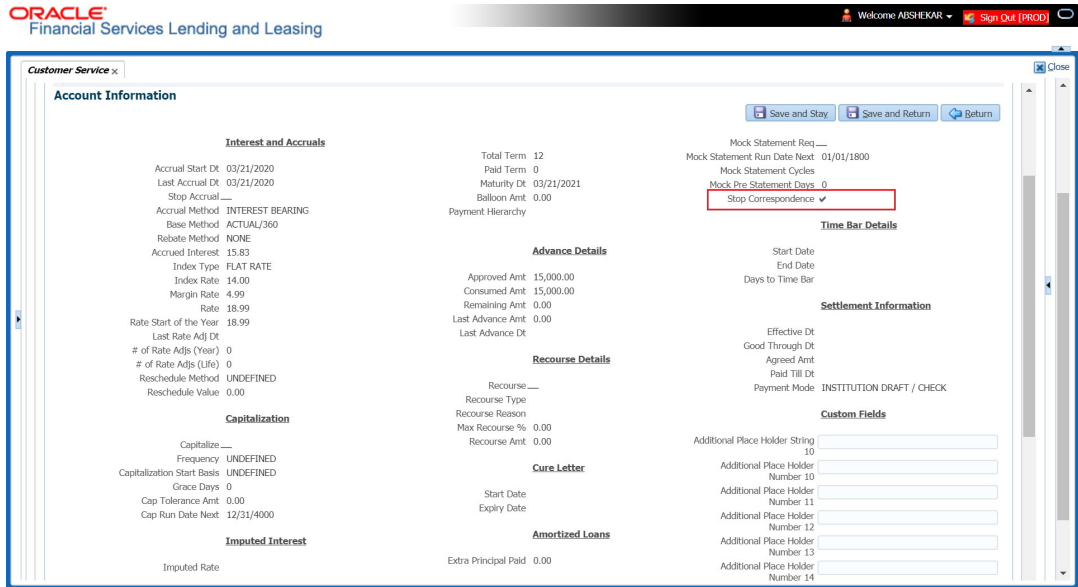 ORACLE
Financial Services Lending and Leasing
Welcome ABSHEKAR
Sign Out [PROD]
Customer Service x
Close
Account Information
Save and Stay
Save and Return
Return
Interest and Accruals
Accrual Start Dt 03/21/2020
Last Accrual Dt 03/21/2020
Stop Accrual
Accrual Method INTEREST BEARING
Base Method ACTUAL/360
Rebate Method NONE
Accrued Interest 15.83
Index Type FLAT RATE
Index Rate 14.00
Margin Rate 4.99
Rate 18.99
Rate Start of the Year 18.99
Last Rate Adj Dt
# of Rate Adjs (Year) 0
# of Rate Adjs (Life) 0
Reschedule Method UNDEFINED
Reschedule Value 0.00
Capitalization
Capitalize
Frequency UNDEFINED
Capitalization Start Basis UNDEFINED
Grace Days 0
Cap Tolerance Amt 0.00
Cap Run Date Next 12/31/4000
Imputed Interest
Imputed Rate
Total Term 12
Paid Term 0
Maturity Dt 03/21/2021
Balloon Amt 0.00
Payment Hierarchy
Advance Details
Approved Amt 15,000.00
Consumed Amt 15,000.00
Remaining Amt 0.00
Last Advance Amt 0.00
Last Advance Dt
Recourse Details
Recourse
Recourse Type
Recourse Reason
Max Recourse % 0.00
Recourse Amt 0.00
Cure Letter
Start Date
Expiry Date
Amortized Loans
Extra Principal Paid 0.00
Mock Statement Req
Mock Statement Run Date Next 01/01/1800
Mock Statement Cycles
Mock Pre Statement Days 0
Stop Correspondence ✔
Time Bar Details
Start Date
End Date
Days to Time Bar
Settlement Information
Effective Dt
Good Through Dt
Agreed Amt
Paid Till Dt
Payment Mode INSTITUTION DRAFT / CHECK
Custom Fields
Additional Place Holder String
10
Additional Place Holder
Number 10
Additional Place Holder
Number 11
Additional Place Holder
Number 12
Additional Place Holder
Number 13
Additional Place Holder
Number 14